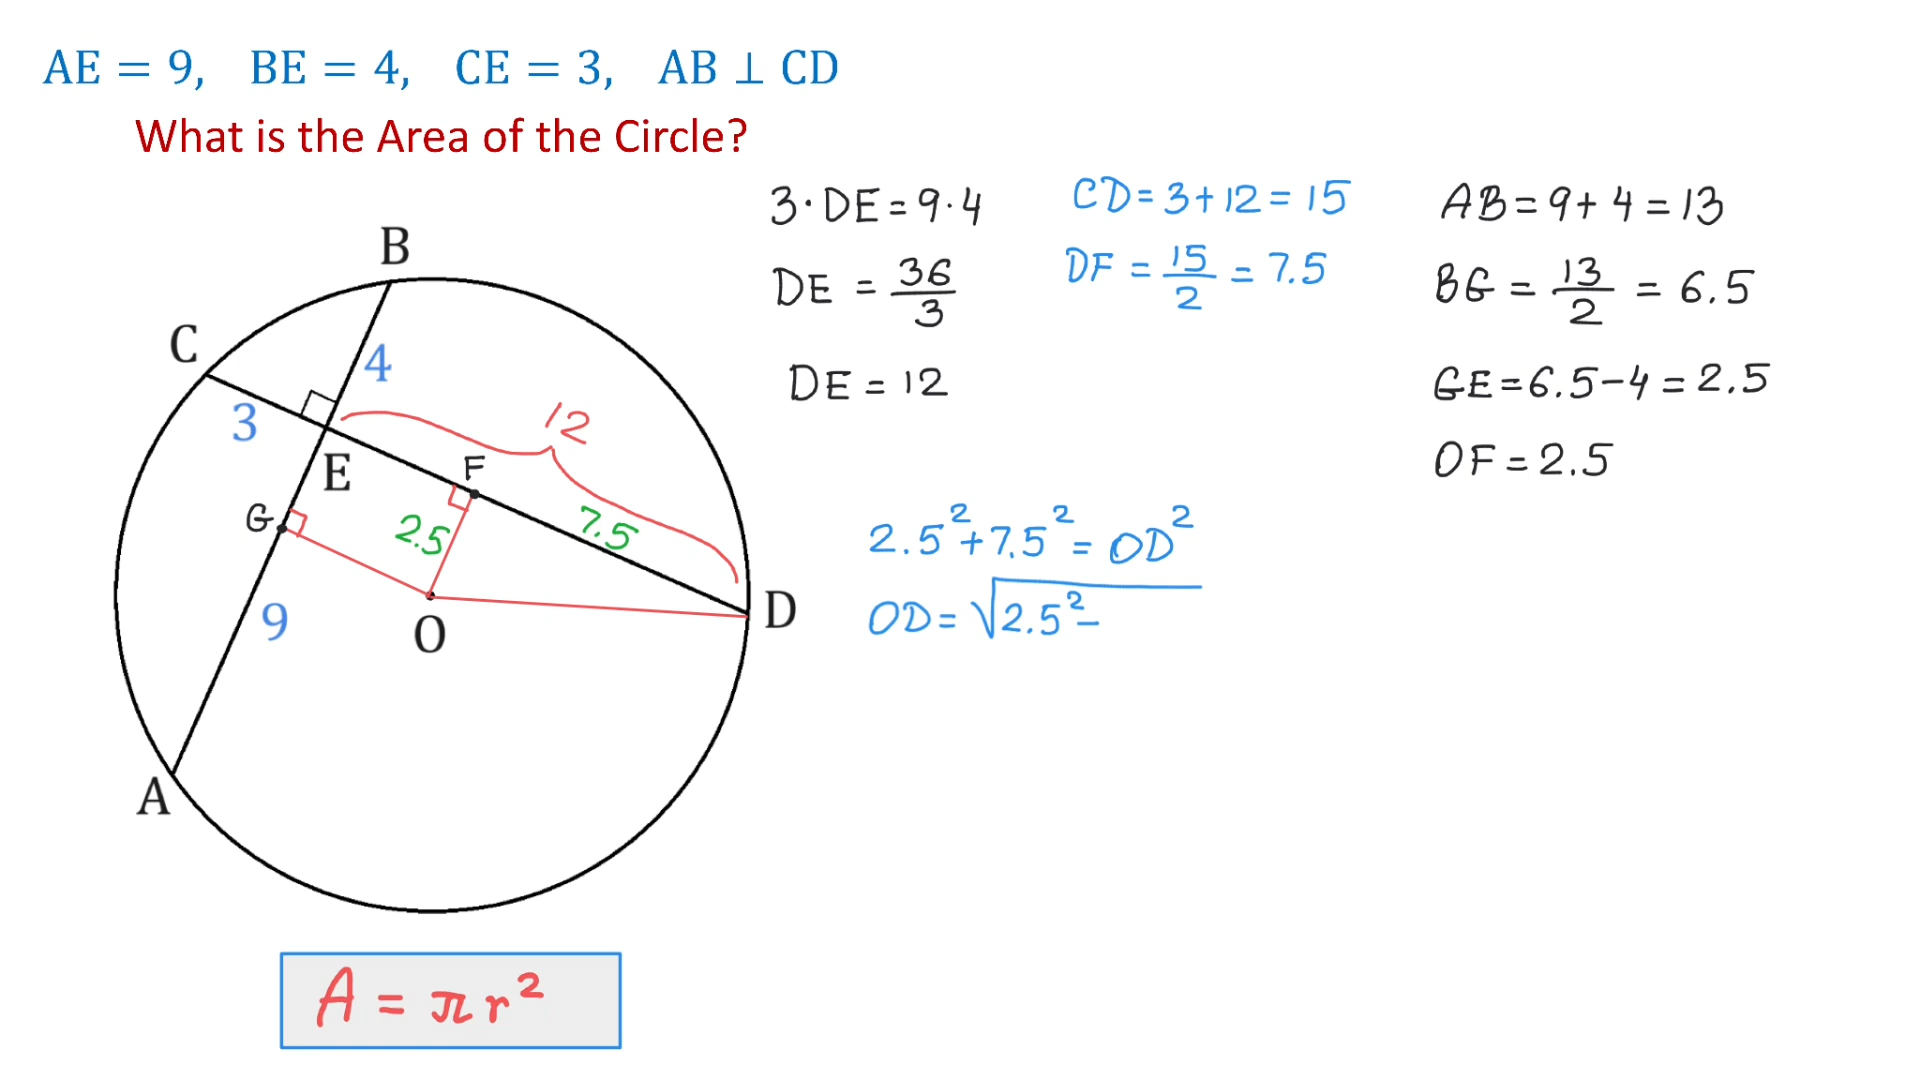 AE = 9, BE = 4, CE = 3, AB ⊥ CD
What is the Area of the Circle?
3·DE = 9·4
DE = 36/3
DE = 12
CD = 3 + 12 = 15
DF = 15/2 = 7.5
AB = 9 + 4 = 13
BG = 13/2 = 6.5
GE = 6.5 − 4 = 2.5
OF = 2.5
B
C
4
3
12
E
F
G
2.5
7.5
9
O
D
A
2.5² + 7.5² = OD²
OD = √2.5² −
A = πr²